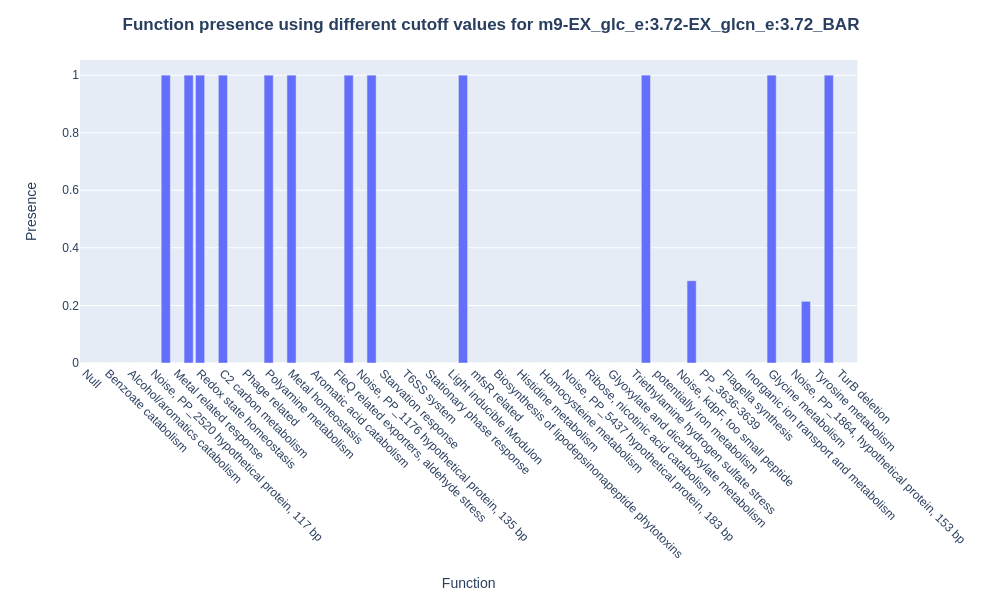 Function presence using different cutoff values for m9-EX_glc_e:3.72-EX_glcn_e:3.72_BAR
Presence
1
0.8
0.6
0.4
0.2
0
Null
Benzoate catabolism
Alcohol/aromatics catabolism
Noise, PP_2520 hypothetical protein, 117 bp
Metal related response
Redox state homeostasis
C2 carbon metabolism
Phage related
Polyamine metabolism
Metal homeostasis
Aromatic acid catabolism
FleQ related exporters, aldehyde stress
Noise, PP_1176 hypothetical protein, 135 bp
Starvation response
T6SS system
Stationary phase response
Light inducible iModulon
mfsR related
Biosynthesis of lipodepsinonapeptide phytotoxins
Histidine metabolism
Homocysteine metabolism
Noise, PP_5437 hypothetical protein, 183 bp
Ribose, nicotinic acid catabolism
Glyoxylate and dicarboxylate metabolism
Triethylamine hydrogen sulfate stress
potentially iron metabolism
Noise, kdpF, too small peptide
PP_3636-3639
Flagella synthesis
Inorganic ion transport and metabolism
Glycine metabolism
Noise, PP_1864, hypothetical protein, 153 bp
Tyrosine metabolism
TurB deletion
Function